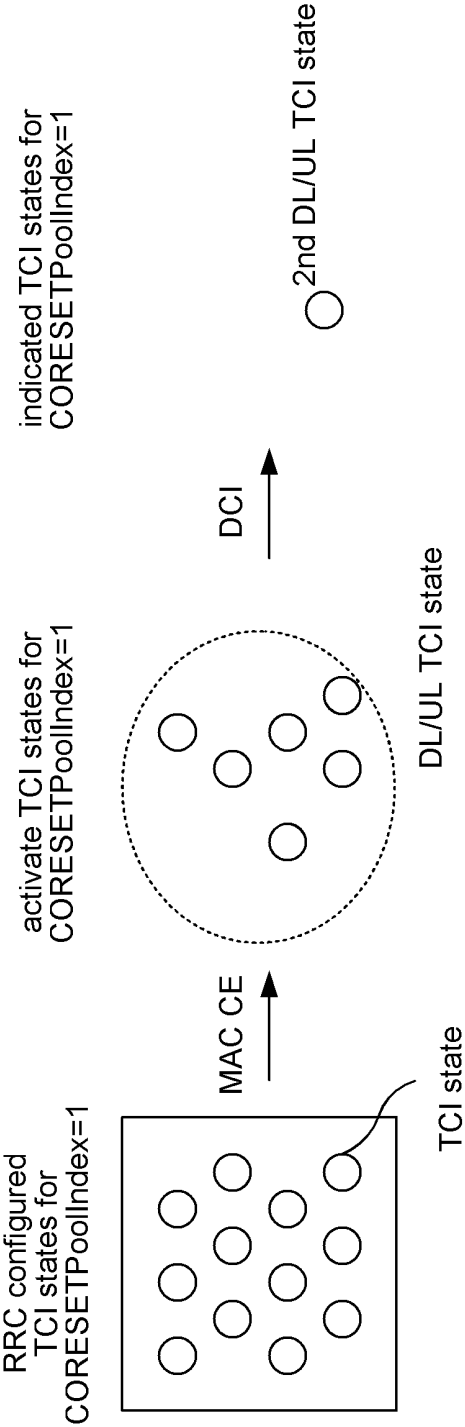 RRC configured
TCI states for
CORESETPoolIndex=1
TCI state
MAC CE
activate TCI states for
CORESETPoolIndex=1
DL/UL TCI state
DCI
indicated TCI states for
CORESETPoolIndex=1
2nd DL/UL TCI state